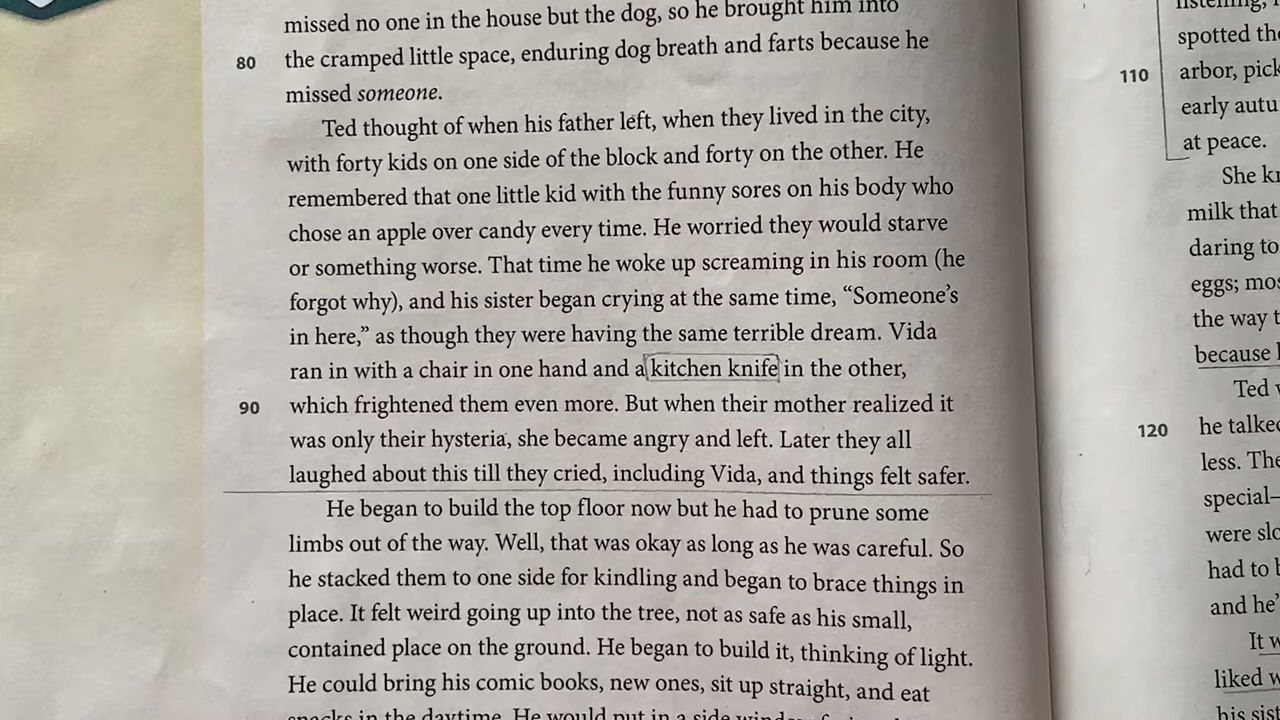 missed no one in the house but the dog, so he brought him into
80 the cramped little space, enduring dog breath and farts because he
missed someone.
Ted thought of when his father left, when they lived in the city,
with forty kids on one side of the block and forty on the other. He
remembered that one little kid with the funny sores on his body who
chose an apple over candy every time. He worried they would starve
or something worse. That time he woke up screaming in his room (he
forgot why), and his sister began crying at the same time, “Someone’s
in here,” as though they were having the same terrible dream. Vida
ran in with a chair in one hand and a kitchen knife in the other,
90 which frightened them even more. But when their mother realized it
was only their hysteria, she became angry and left. Later they all
laughed about this till they cried, including Vida, and things felt safer.
He began to build the top floor now but he had to prune some
limbs out of the way. Well, that was okay as long as he was careful. So
he stacked them to one side for kindling and began to brace things in
place. It felt weird going up into the tree, not as safe as his small,
contained place on the ground. He began to build it, thinking of light.
He could bring his comic books, new ones, sit up straight, and eat
snacks in the daytime. He would put in a side window
spotted
110 arbor,
early
at peace.
She
milk that
daring to
eggs;
the way
because
Ted
120 he
less.
special–
were
had to
and
It
liked
his